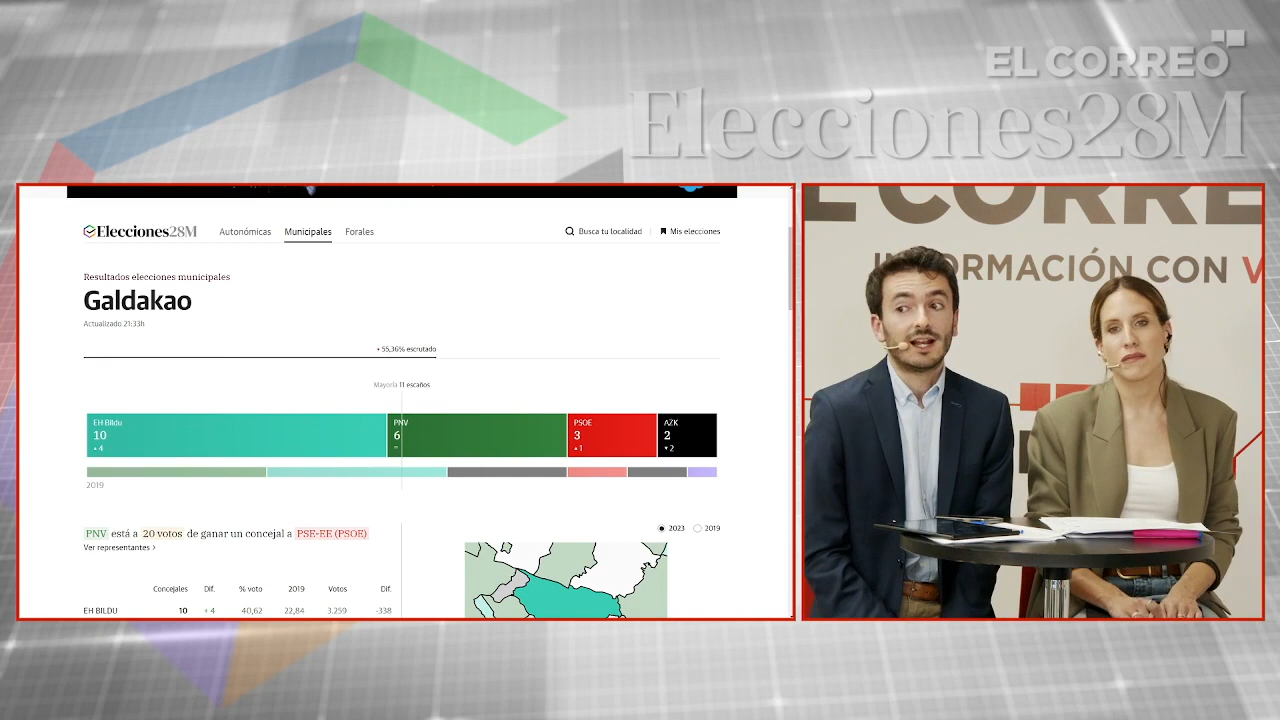 EL CORREO
Elecciones28M
Elecciones28M
Autonómicas
Municipales
Forales
Busca tu localidad
Mis elecciones
Resultados elecciones municipales
Galdakao
Actualizado 21:33h
+ 55,36% escrutado
Mayoría 11 escaños
EH Bildu
10
▲4
PNV
6
=
PSOE
3
▲1
AZK
2
▼2
2019
PNV está a 20 votos de ganar un concejal a PSE-EE (PSOE)
Ver representantes >
2023
2019
Concejales Dif. % voto 2019 Votos Dif.
EH BILDU 10 + 4 40,62 22,84 3.259 -338
EL CORRE
INFORMACIÓN CON V